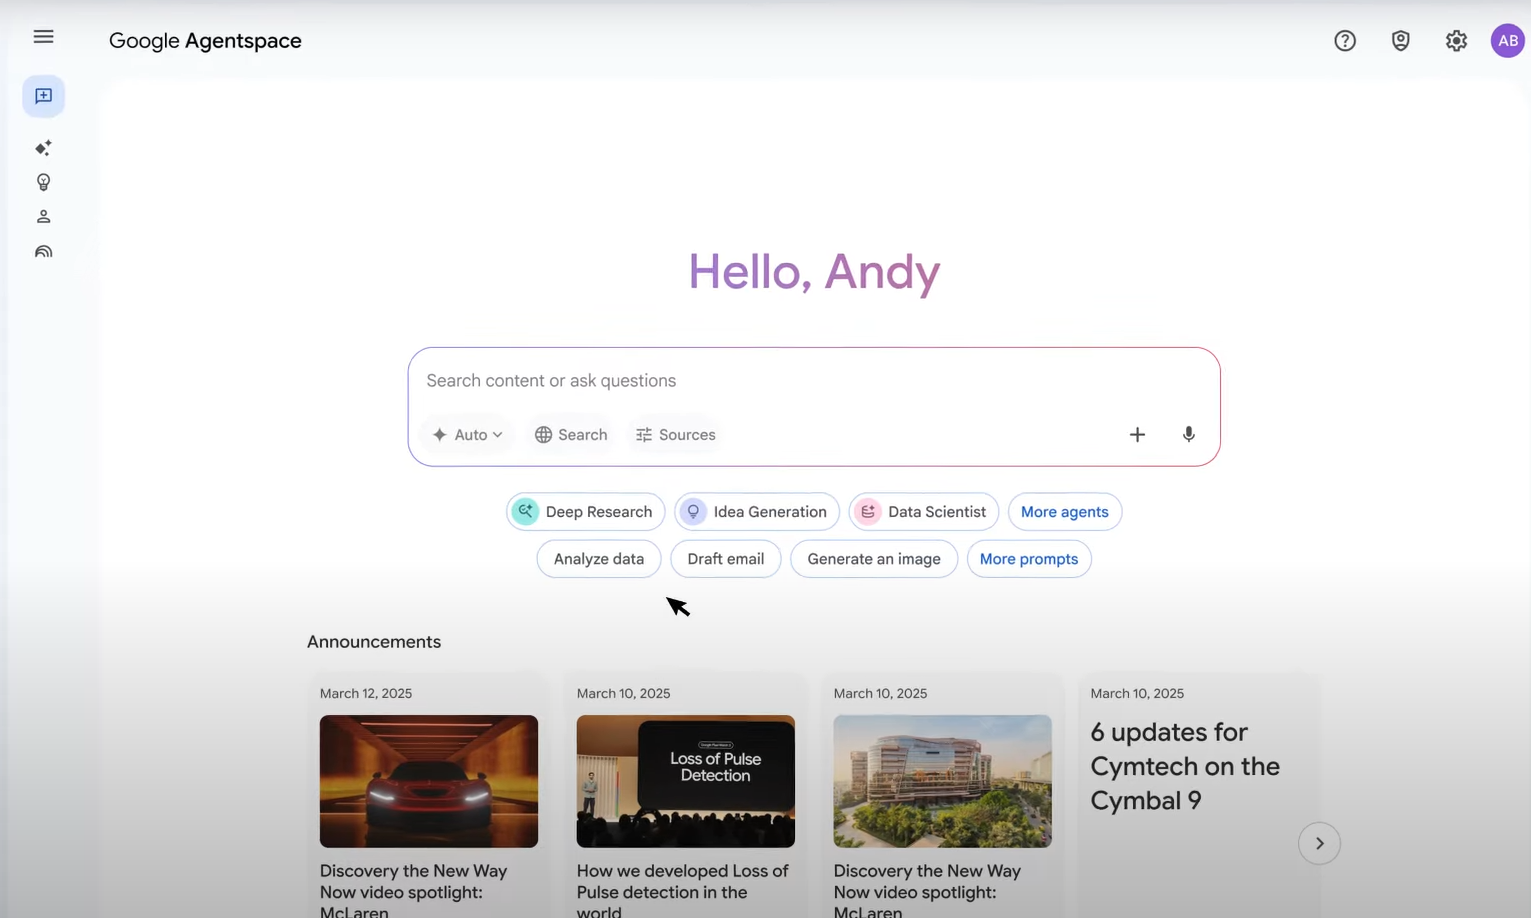 Google Agentspace
AB
Hello, Andy
Search content or ask questions
Auto
Search
Sources
Deep Research
Idea Generation
Data Scientist
More agents
Analyze data
Draft email
Generate an image
More prompts
Announcements
March 12, 2025
Discovery the New Way
Now video spotlight:
McLaren
March 10, 2025
Loss of Pulse
Detection
How we developed Loss of
Pulse detection in the
world
March 10, 2025
Discovery the New Way
Now video spotlight:
McLaren
March 10, 2025
6 updates for
Cymtech on the
Cymbal 9